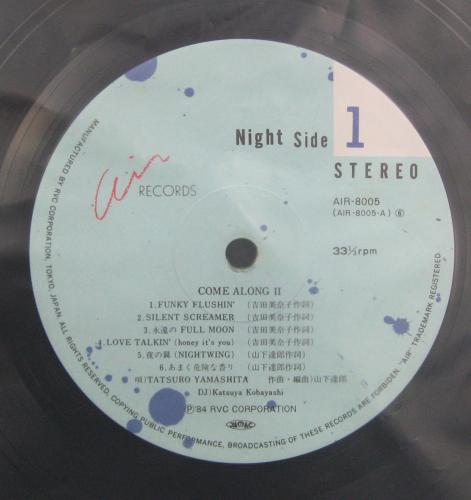 Night Side 1
STEREO
Air RECORDS
AIR-8005
(AIR-8005-A) ⑥
33⅓rpm
COME ALONG II
1. FUNKY FLUSHIN' (吉田美奈子作詞)
2. SILENT SCREAMER (吉田美奈子作詞)
3. 永遠の FULL MOON (吉田美奈子作詞)
4. LOVE TALKIN' (honey it's you) (吉田美奈子作詞)
5. 夜の翼 (NIGHTWING) (山下達郎作詞)
6. あまく危険な香り (山下達郎作詞)
唄)TATSURO YAMASHITA 作曲・編曲)山下達郎
DJ) Katsuya Kobayashi
Ⓟ'84 RVC CORPORATION
MANUFACTURED BY RVC CORPORATION, TOKYO, JAPAN. ALL RIGHTS RESERVED. COPYING, PUBLIC PERFORMANCE, BROADCASTING OF THESE RECORDS ARE FORBIDEN. "AIR" TRADEMARK REGISTERED.